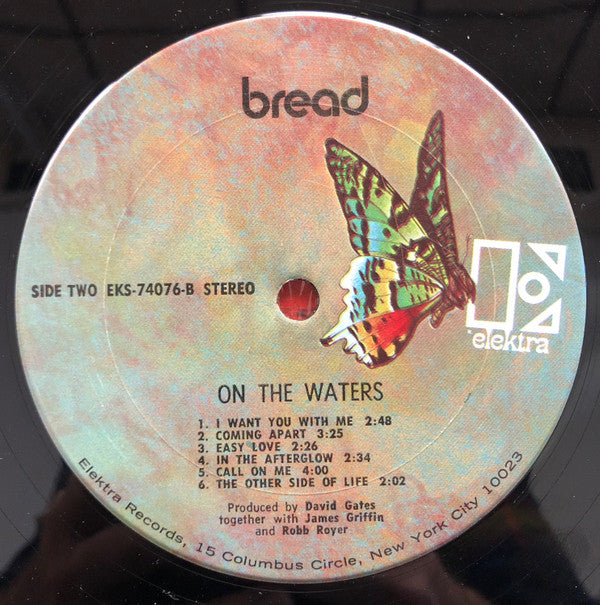 bread
SIDE TWO EKS-74076-B STEREO
elektra
ON THE WATERS
1. I WANT YOU WITH ME 2:48
2. COMING APART 3:25
3. EASY LOVE 2:26
4. IN THE AFTERGLOW 2:34
5. CALL ON ME 4:00
6. THE OTHER SIDE OF LIFE 2:02
Produced by David Gates
together with James Griffin
and Robb Royer
Elektra Records, 15 Columbus Circle, New York City 10023